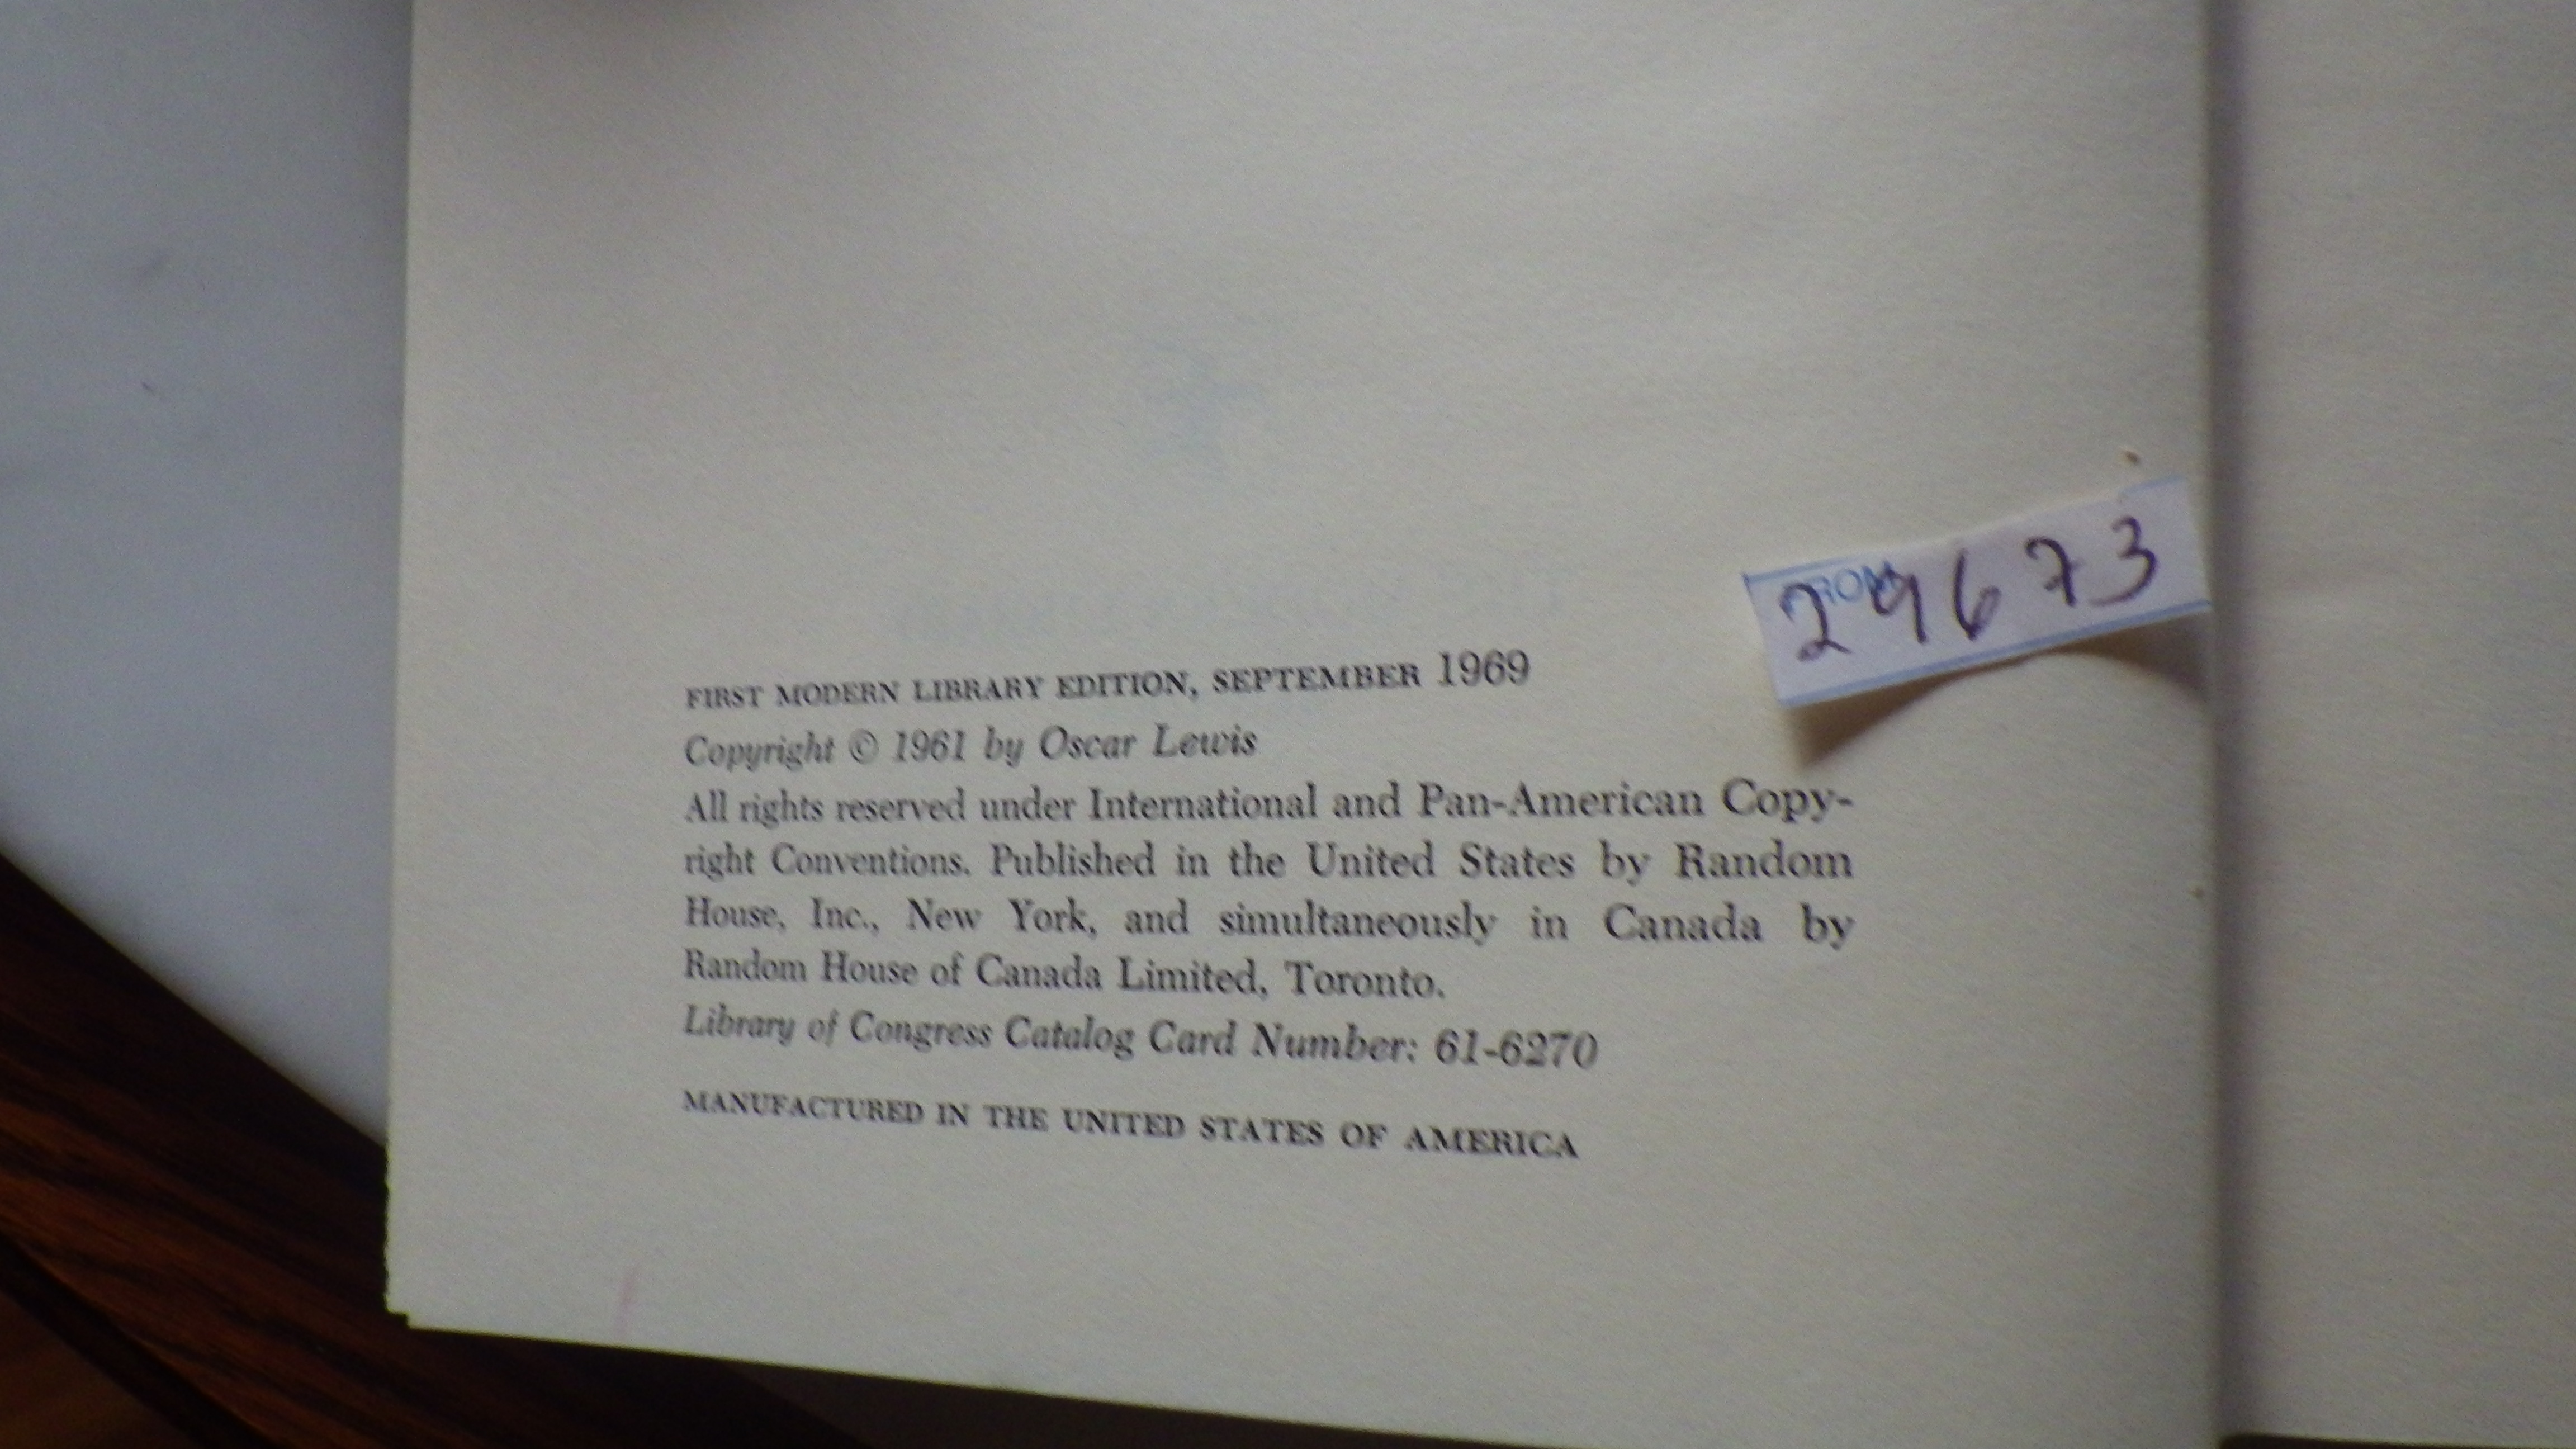 29673
FIRST MODERN LIBRARY EDITION, SEPTEMBER 1969
Copyright © 1961 by Oscar Lewis
All rights reserved under International and Pan-American Copy-
right Conventions. Published in the United States by Random
House, Inc., New York, and simultaneously in Canada by
Random House of Canada Limited, Toronto.
Library of Congress Catalog Card Number: 61-6270
MANUFACTURED IN THE UNITED STATES OF AMERICA